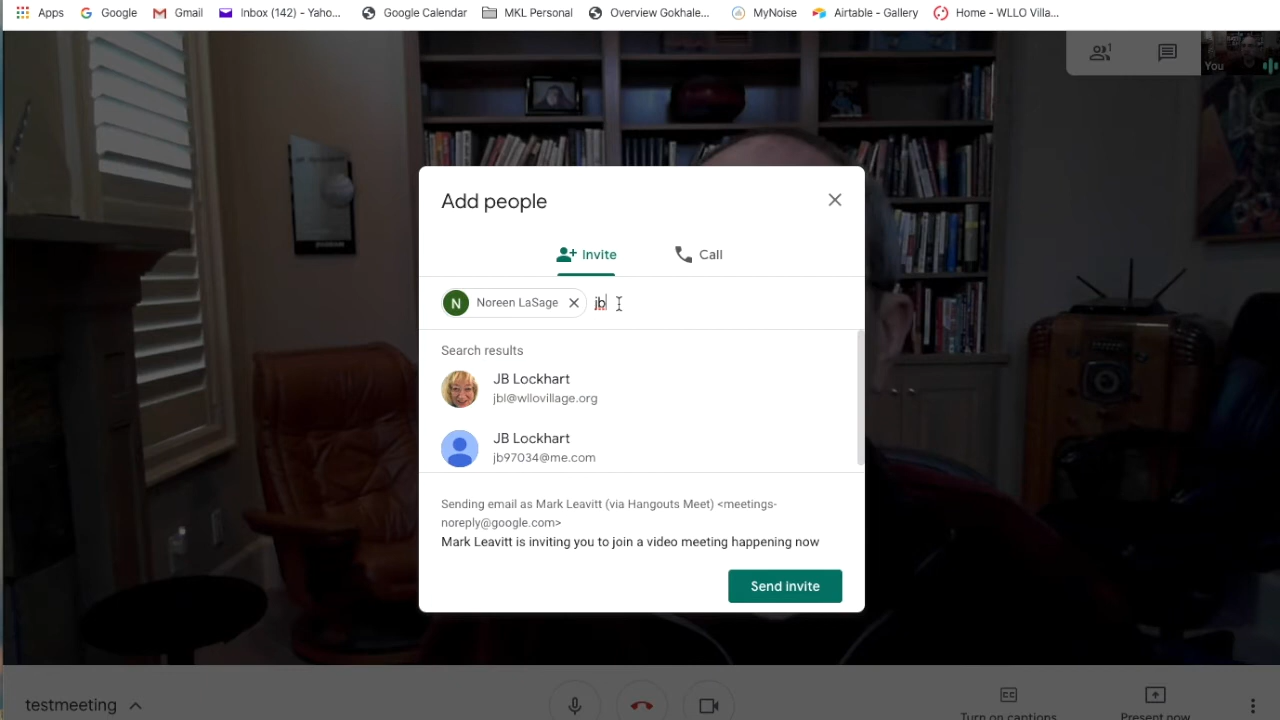 Apps Google Gmail Inbox (142) - Yaho... Google Calendar MKL Personal Overview Gokhale... MyNoise Airtable - Gallery Home - WLLO Villa...
1
You
Add people
Invite Call
N Noreen LaSage jb
Search results
JB Lockhart
jbl@wllovillage.org
JB Lockhart
jb97034@me.com
Sending email as Mark Leavitt (via Hangouts Meet) <meetings-
noreply@google.com>
Mark Leavitt is inviting you to join a video meeting happening now
Send invite
testmeeting
CC
Turn on captions Present now